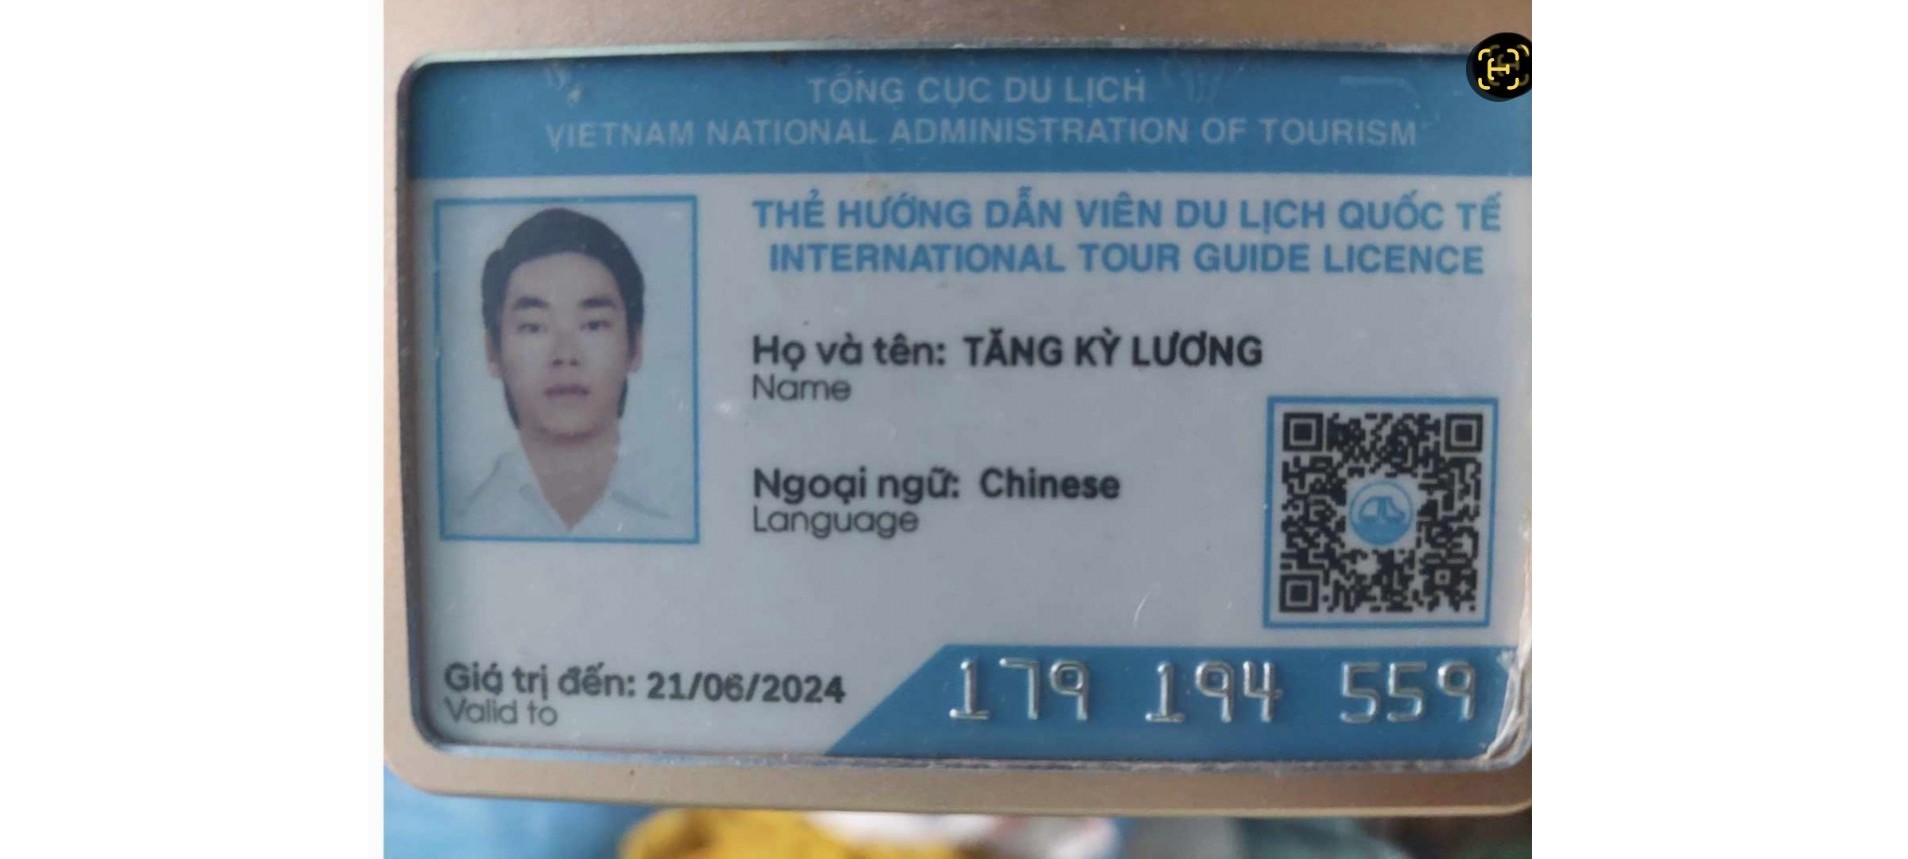 TỔNG CỤC DU LỊCH
VIETNAM NATIONAL ADMINISTRATION OF TOURISM
THẺ HƯỚNG DẪN VIÊN DU LỊCH QUỐC TẾ
INTERNATIONAL TOUR GUIDE LICENCE
Họ và tên: TĂNG KỲ LƯƠNG
Name
Ngoại ngữ: Chinese
Language
Giá trị đến: 21/06/2024
Valid to
179 194 559